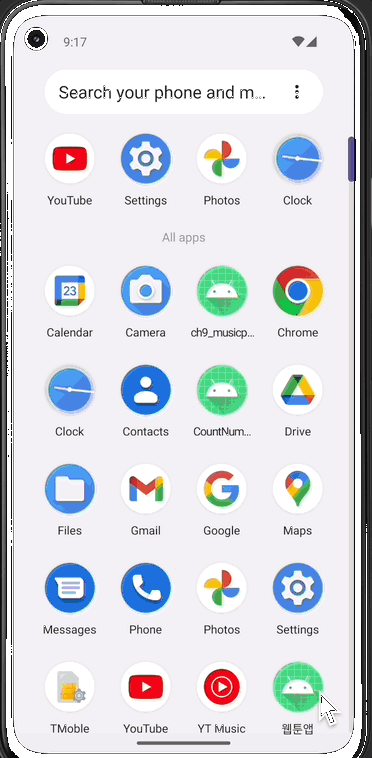 9:17
Search your phone and m...
YouTube Settings Photos Clock
All apps
23
Calendar Camera ch9_musicp... Chrome
Clock Contacts CountNum... Drive
Files Gmail Google Maps
Messages Phone Photos Settings
TMoble YouTube YT Music 웹툰앱